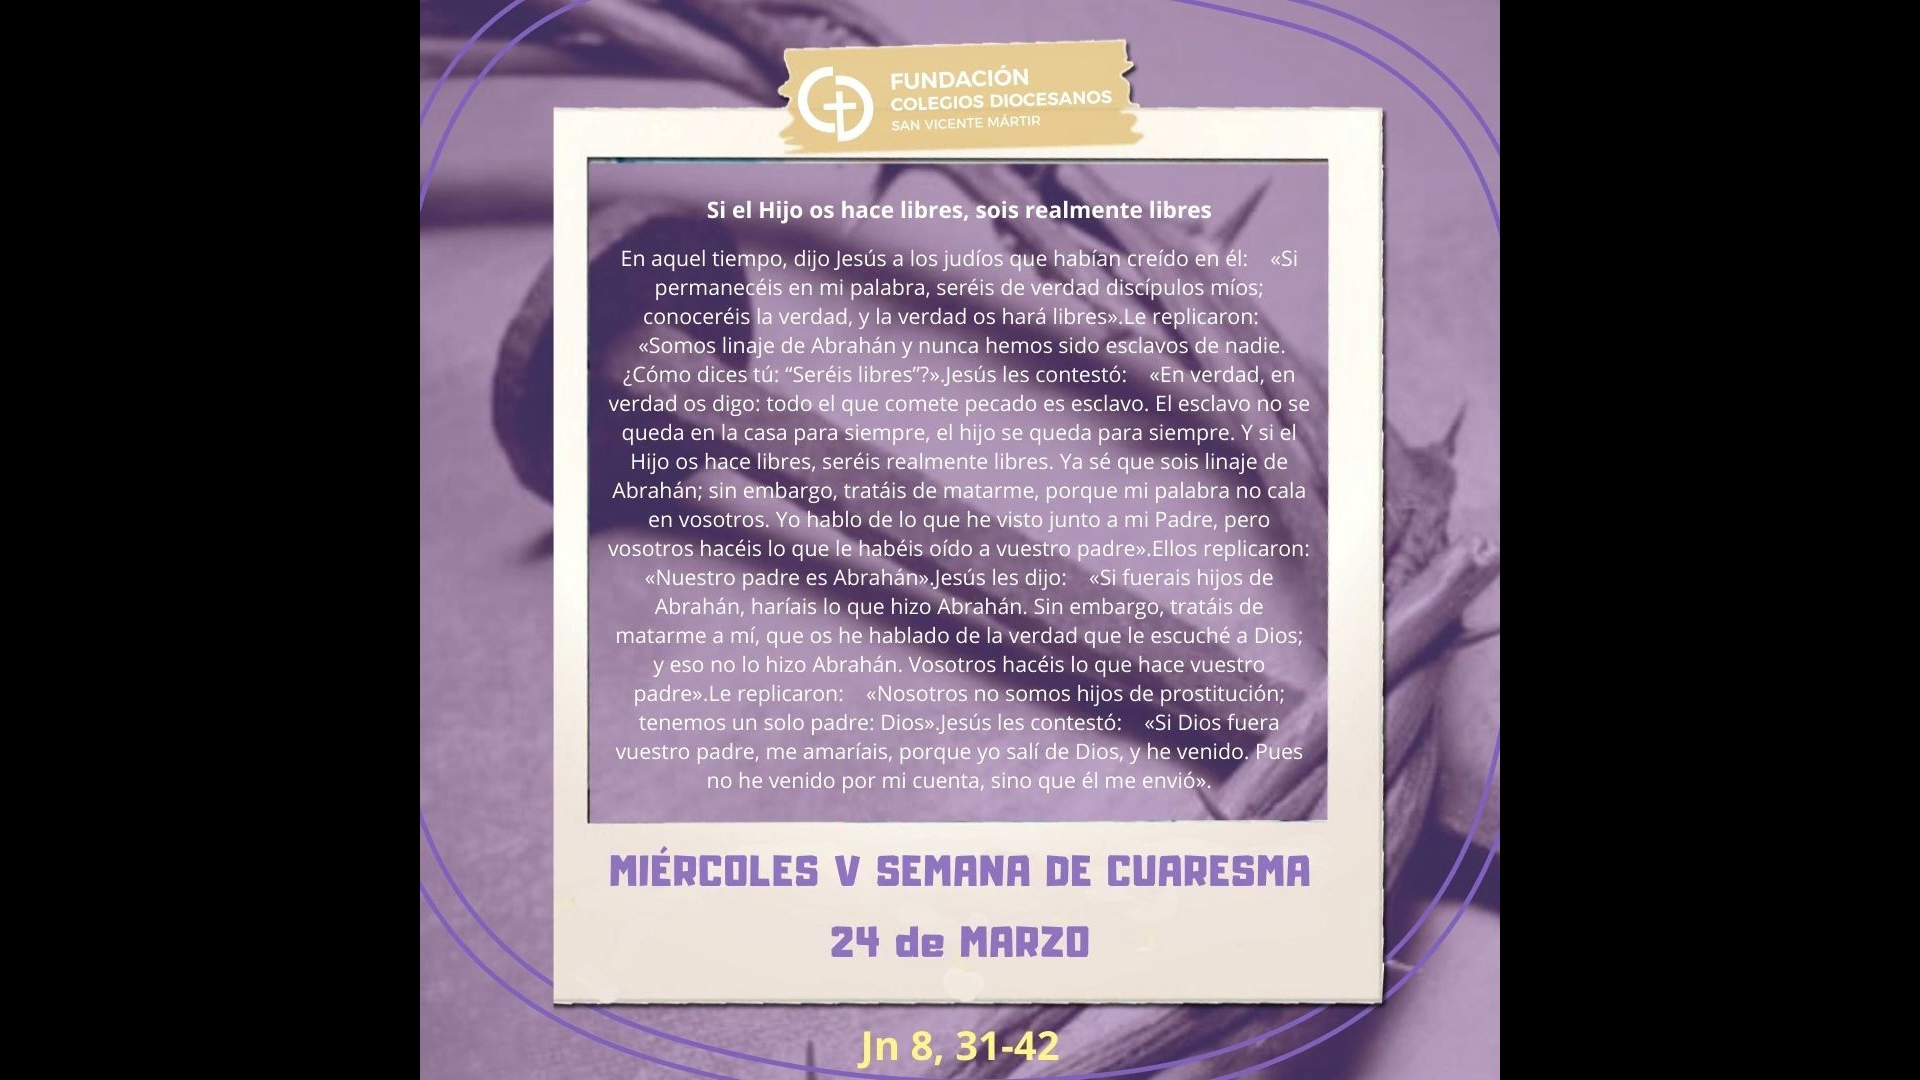 FUNDACIÓN
COLEGIOS DIOCESANOS
SAN VICENTE MÁRTIR
Si el Hijo os hace libres, sois realmente libres
En aquel tiempo, dijo Jesús a los judíos que habían creído en él:    «Si
permanecéis en mi palabra, seréis de verdad discípulos míos;
conoceréis la verdad, y la verdad os hará libres».Le replicaron:
«Somos linaje de Abrahán y nunca hemos sido esclavos de nadie.
¿Cómo dices tú: “Seréis libres”?».Jesús les contestó:    «En verdad, en
verdad os digo: todo el que comete pecado es esclavo. El esclavo no se
queda en la casa para siempre, el hijo se queda para siempre. Y si el
Hijo os hace libres, seréis realmente libres. Ya sé que sois linaje de
Abrahán; sin embargo, tratáis de matarme, porque mi palabra no cala
en vosotros. Yo hablo de lo que he visto junto a mi Padre, pero
vosotros hacéis lo que le habéis oído a vuestro padre».Ellos replicaron:
«Nuestro padre es Abrahán».Jesús les dijo:    «Si fuerais hijos de
Abrahán, haríais lo que hizo Abrahán. Sin embargo, tratáis de
matarme a mí, que os he hablado de la verdad que le escuché a Dios;
y eso no lo hizo Abrahán. Vosotros hacéis lo que hace vuestro
padre».Le replicaron:    «Nosotros no somos hijos de prostitución;
tenemos un solo padre: Dios».Jesús les contestó:    «Si Dios fuera
vuestro padre, me amaríais, porque yo salí de Dios, y he venido. Pues
no he venido por mi cuenta, sino que él me envió».
MIÉRCOLES V SEMANA DE CUARESMA
24 de MARZO
Jn 8, 31-42